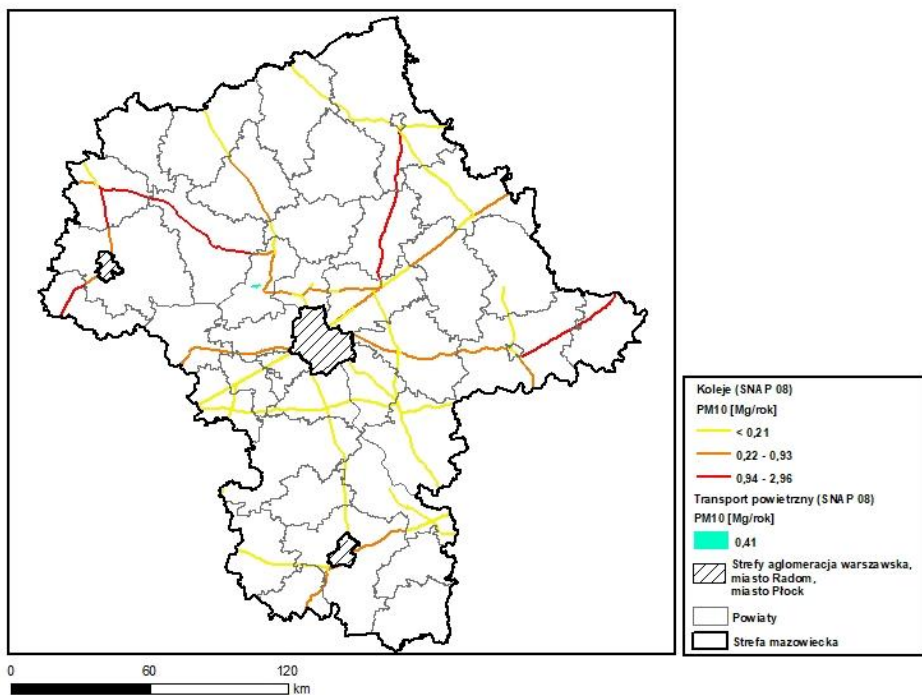 Koleje (SNAP 08)
PM10 [Mg/rok]
< 0,21
0,22 - 0,93
0,94 - 2,96
Transport powietrzny (SNAP 08)
PM10 [Mg/rok]
0,41
Strefy aglomeracja warszawska,
miasto Radom,
miasto Płock
Powiaty
Strefa mazowiecka
0 60 120
km